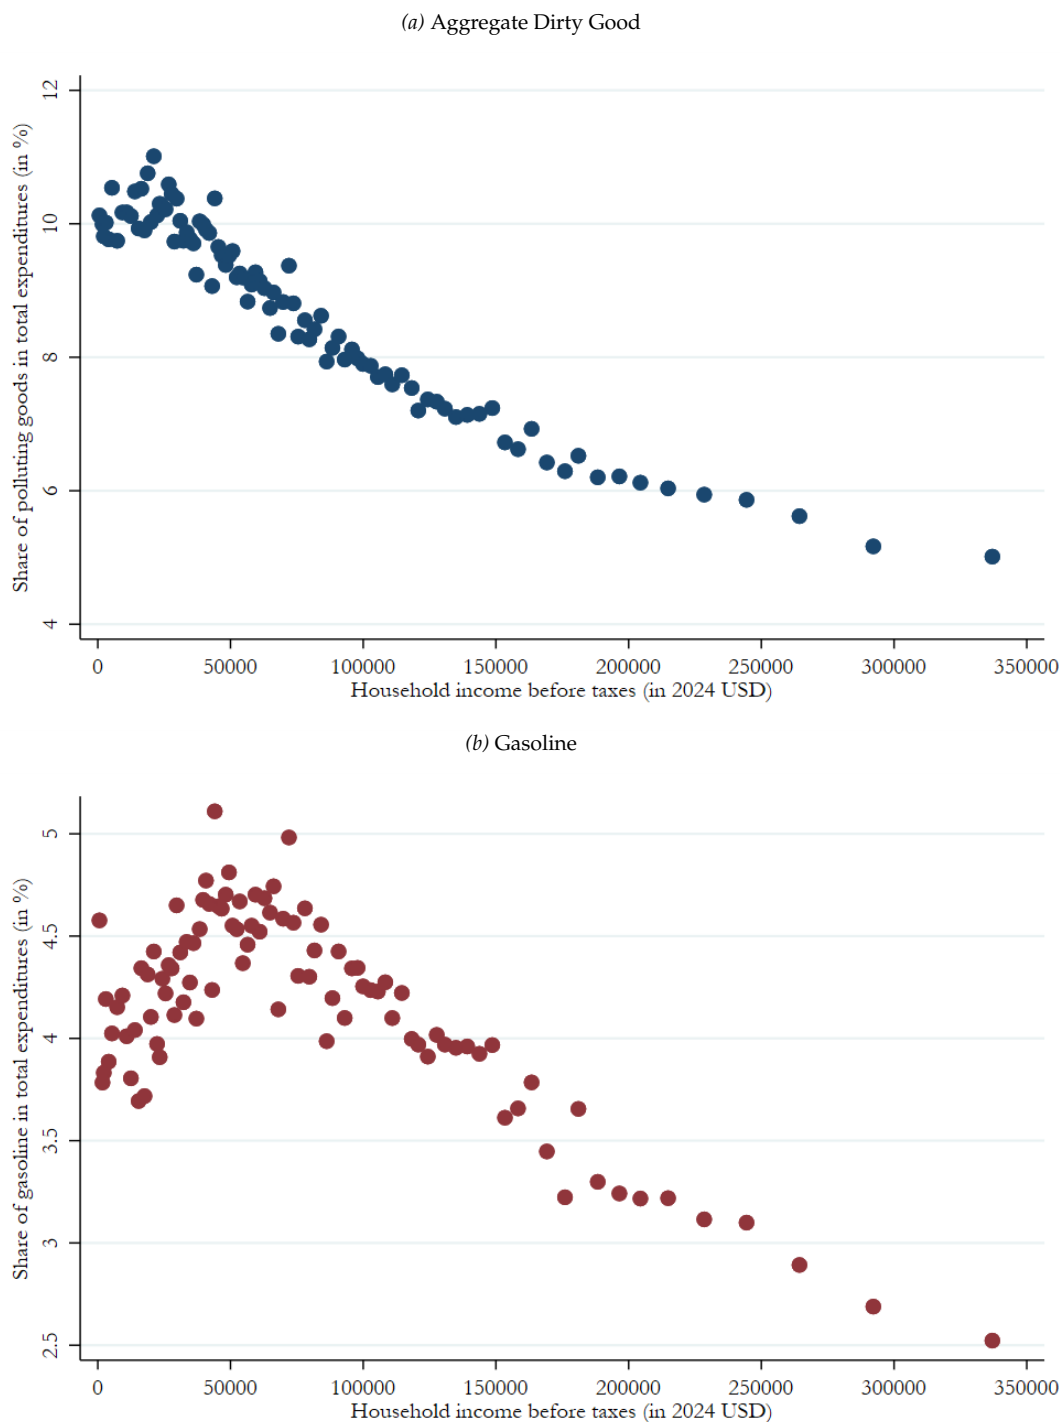 (a) Aggregate Dirty Good
Share of polluting goods in total expenditures (in %)
12
10
8
6
4
0 50000 100000 150000 200000 250000 300000 350000
Household income before taxes (in 2024 USD)
(b) Gasoline
Share of gasoline in total expenditures (in %)
5
4.5
4
3.5
3
2.5
0 50000 100000 150000 200000 250000 300000 350000
Household income before taxes (in 2024 USD)